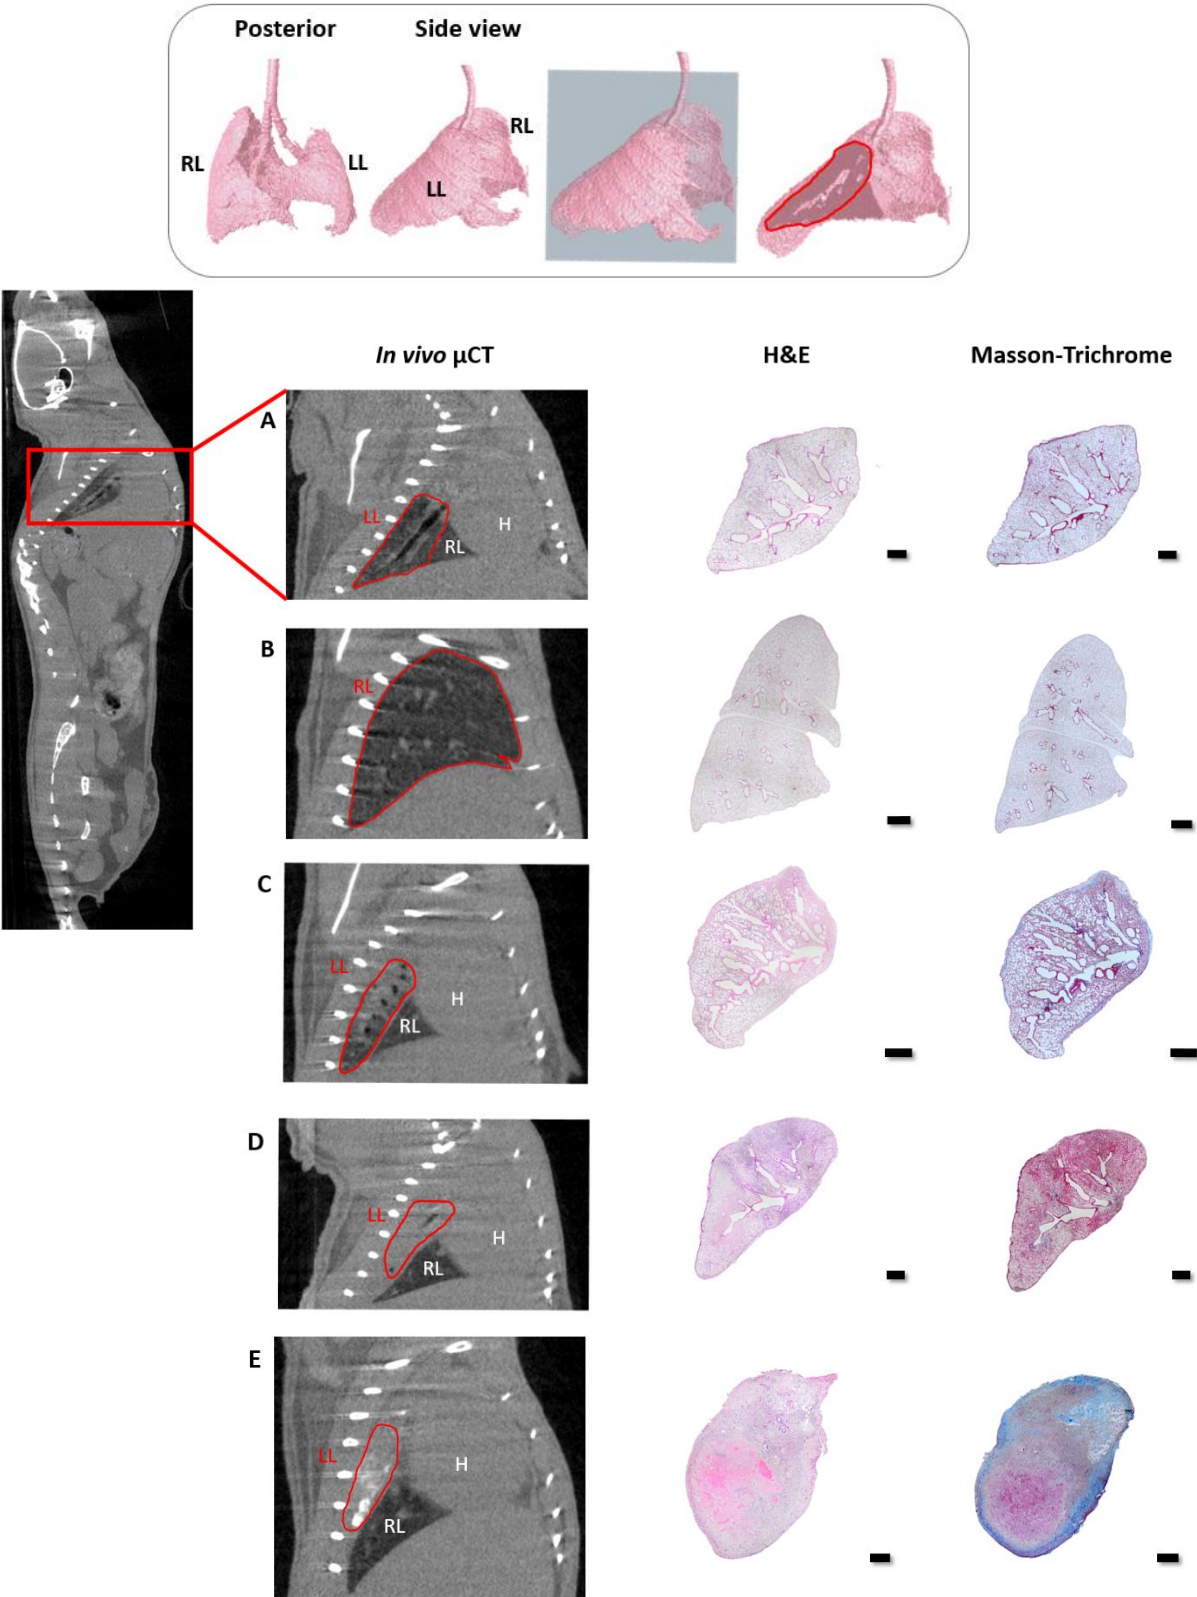 Posterior Side view
RL LL LL RL
In vivo μCT H&E Masson-Trichrome
A
LL RL H
B
RL
C
LL RL H
D
LL RL H
E
LL RL H